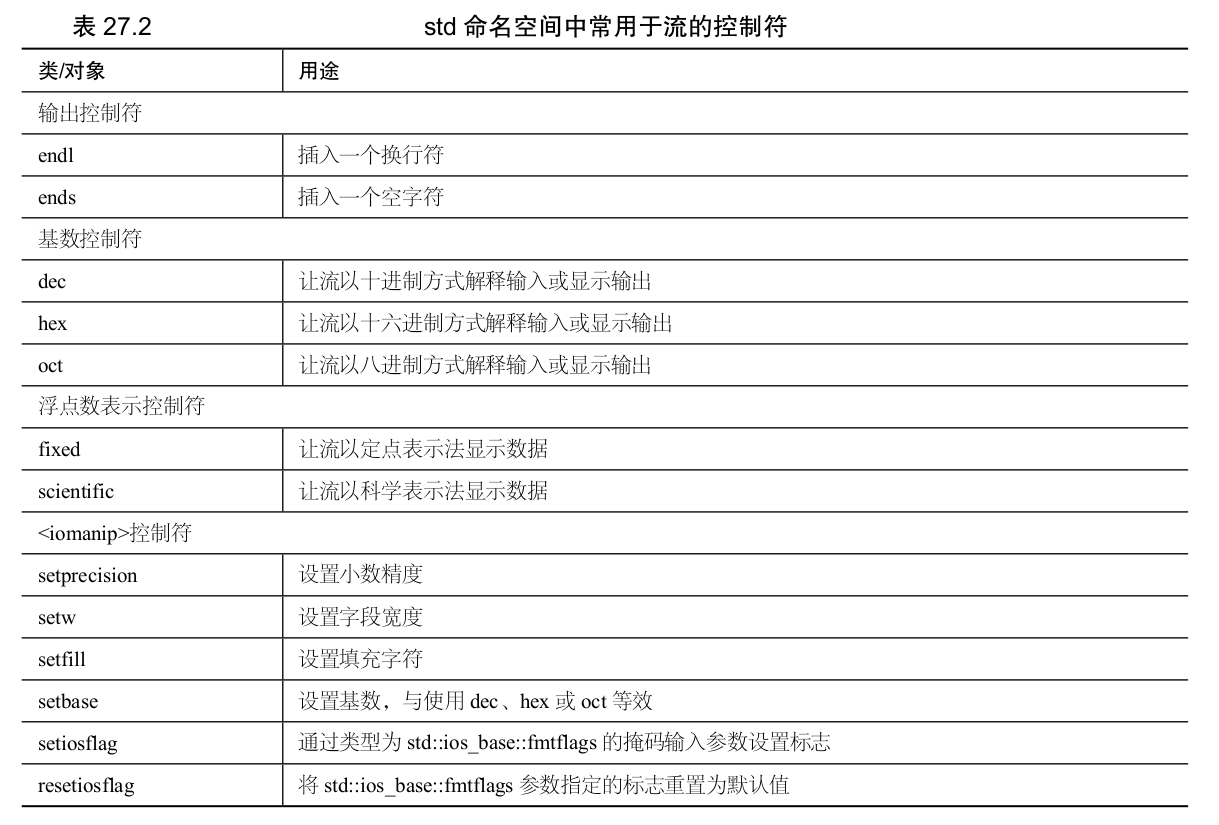 表 27.2 std 命名空间中常用于流的控制符
类/对象 用途
输出控制符
endl 插入一个换行符
ends 插入一个空字符
基数控制符
dec 让流以十进制方式解释输入或显示输出
hex 让流以十六进制方式解释输入或显示输出
oct 让流以八进制方式解释输入或显示输出
浮点数表示控制符
fixed 让流以定点表示法显示数据
scientific 让流以科学表示法显示数据
<iomanip>控制符
setprecision 设置小数精度
setw 设置字段宽度
setfill 设置填充字符
setbase 设置基数，与使用 dec、hex 或 oct 等效
setiosflag 通过类型为 std::ios_base::fmtflags 的掩码输入参数设置标志
resetiosflag 将 std::ios_base::fmtflags 参数指定的标志重置为默认值